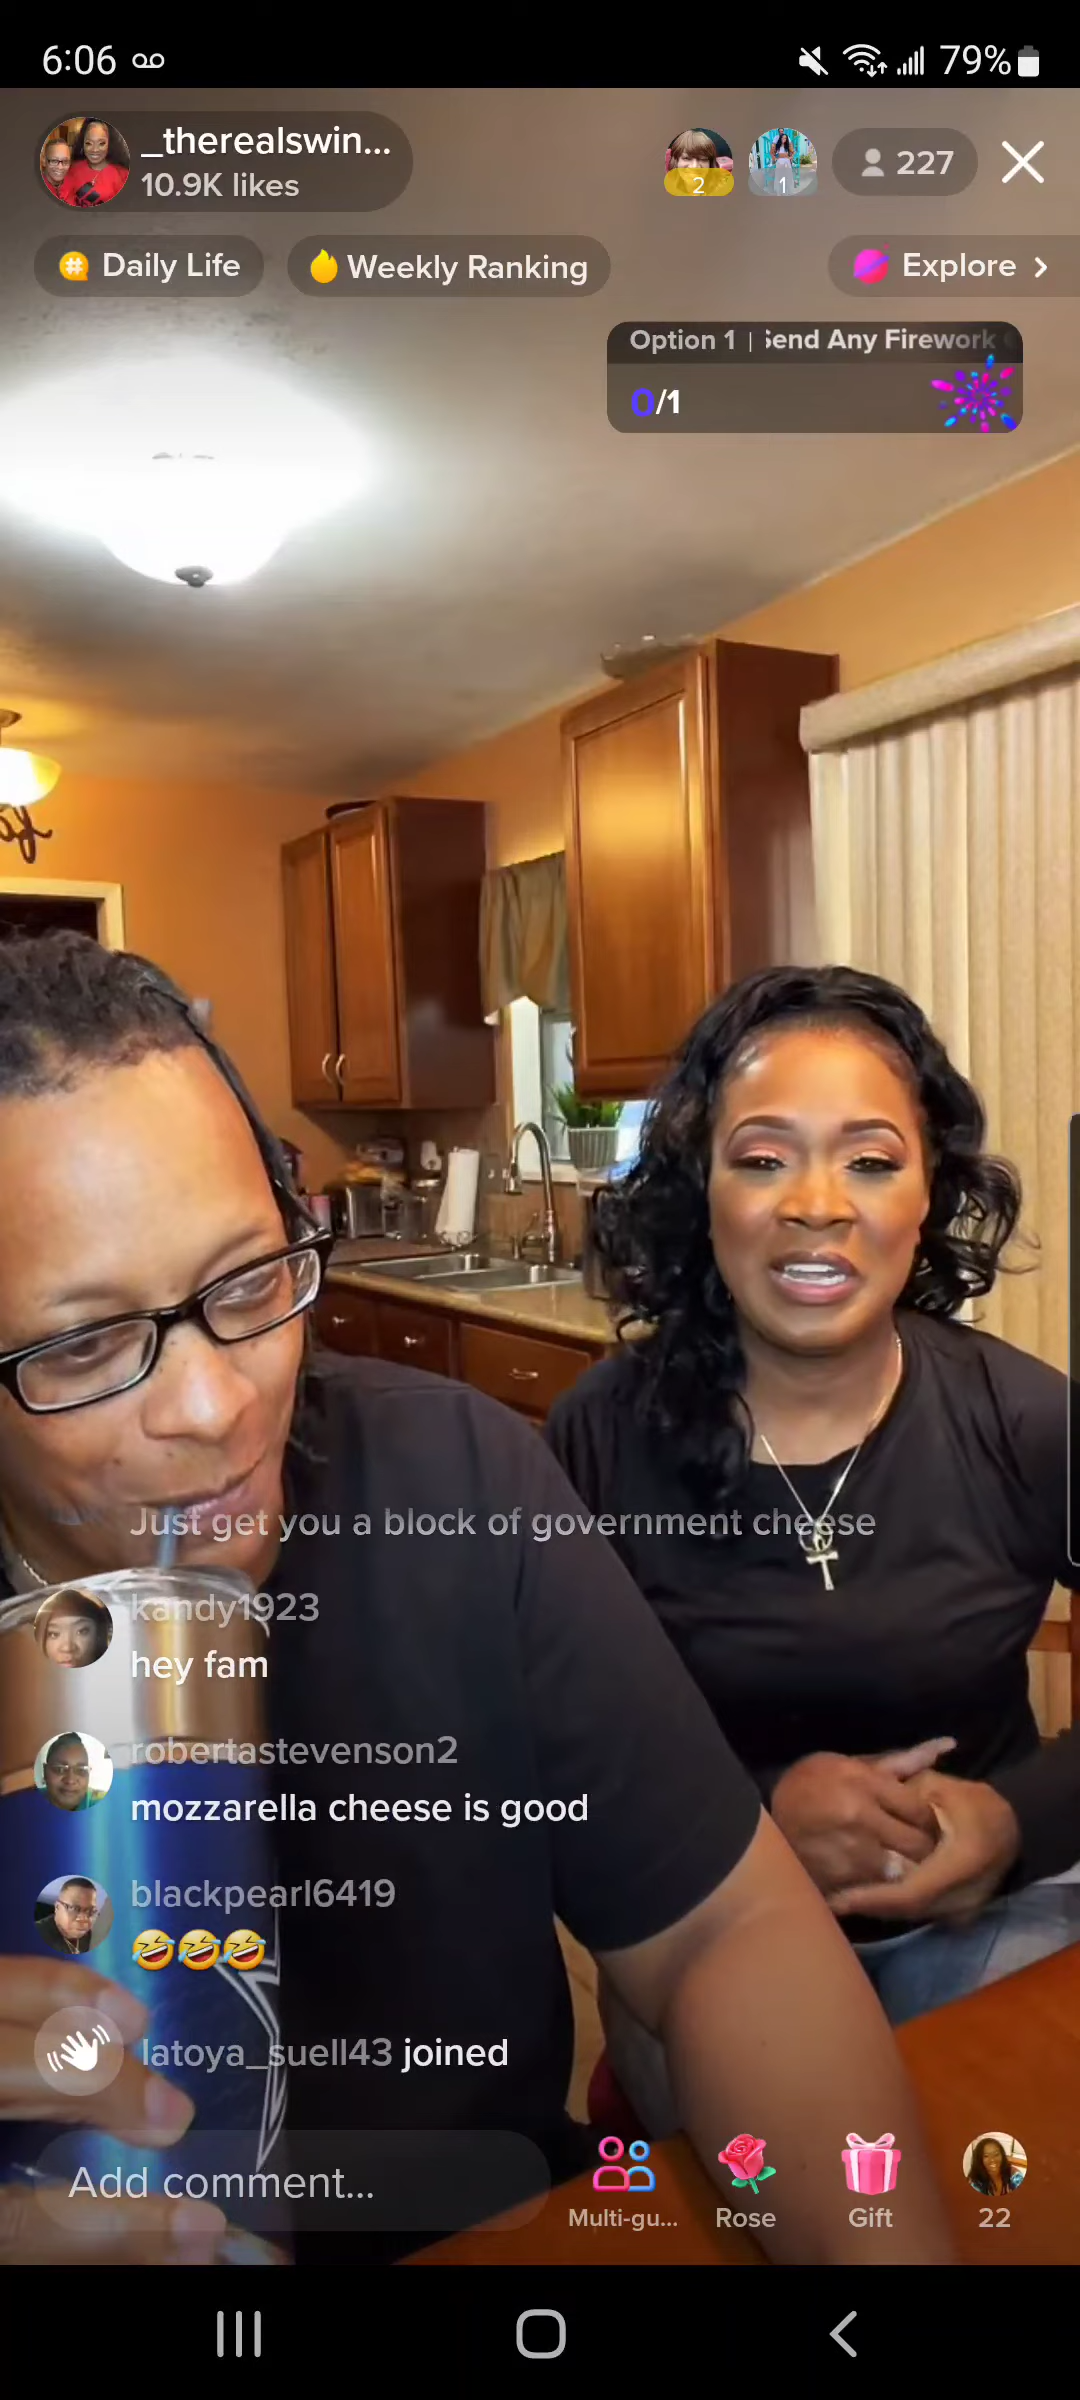 6:06
79%
_therealswin...
10.9K likes
2
1
227
Daily Life
Weekly Ranking
Explore
Option 1 | Send Any Firework
0/1
Just get you a block of government cheese
kandy1923
hey fam
robertastevenson2
mozzarella cheese is good
blackpearl6419
🤣🤣🤣
latoya_suell43 joined
Add comment...
Multi-gu...
Rose
Gift
22